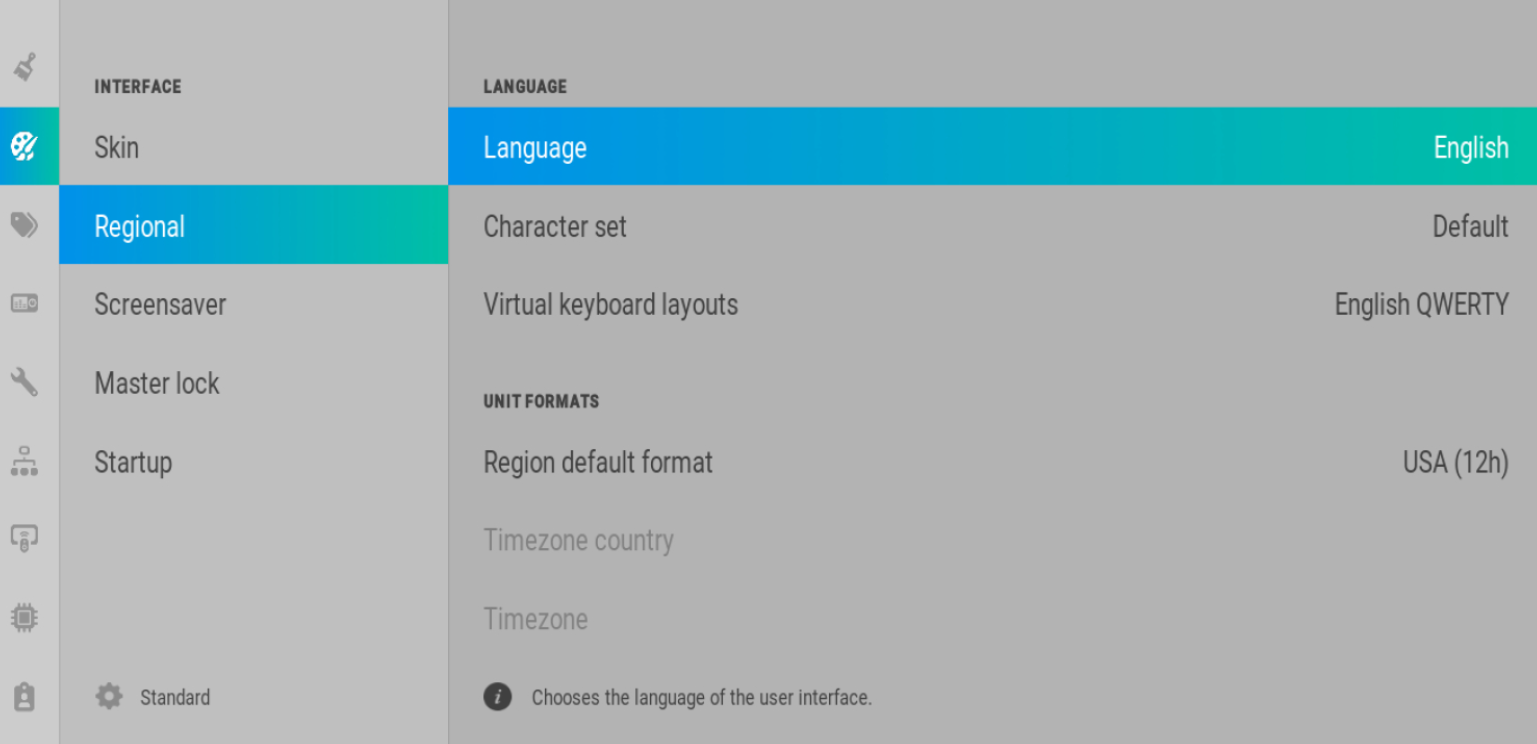 INTERFACE
Skin
Regional
Screensaver
Master lock
Startup
Standard
LANGUAGE
Language English
Character set Default
Virtual keyboard layouts English QWERTY
UNIT FORMATS
Region default format USA (12h)
Timezone country
Timezone
Chooses the language of the user interface.